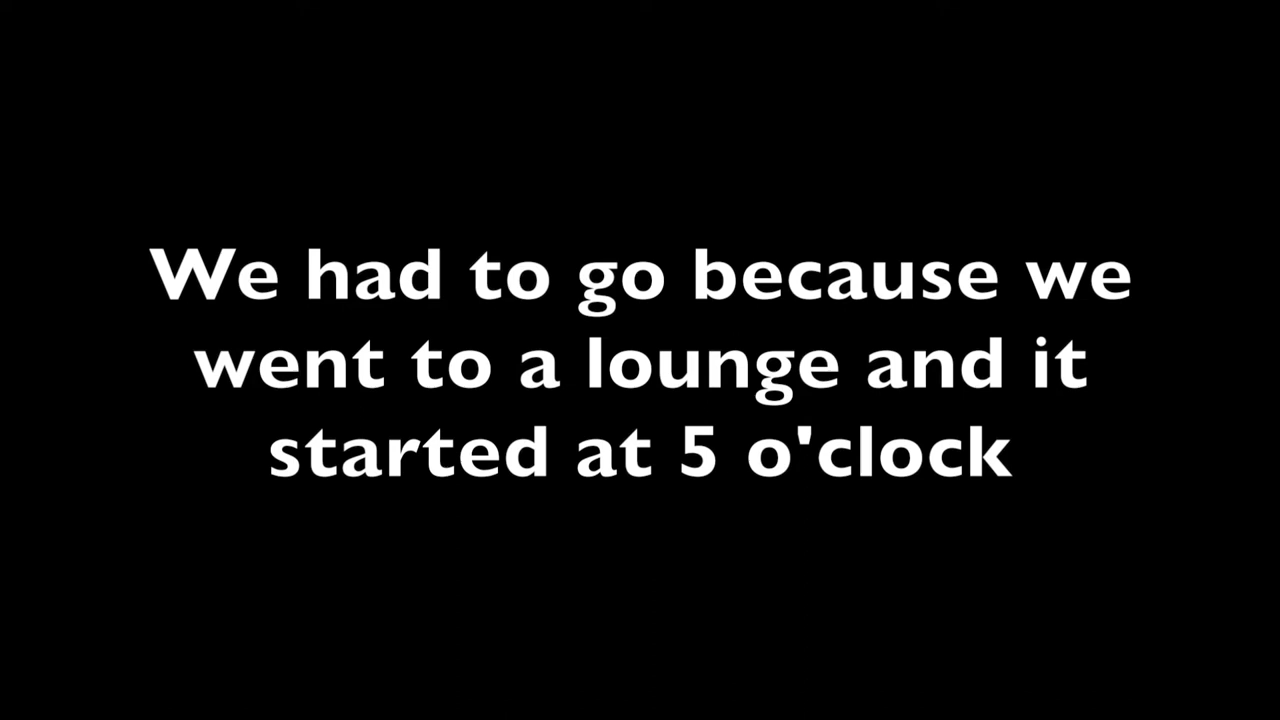 We had to go because we
went to a lounge and it
started at 5 o'clock